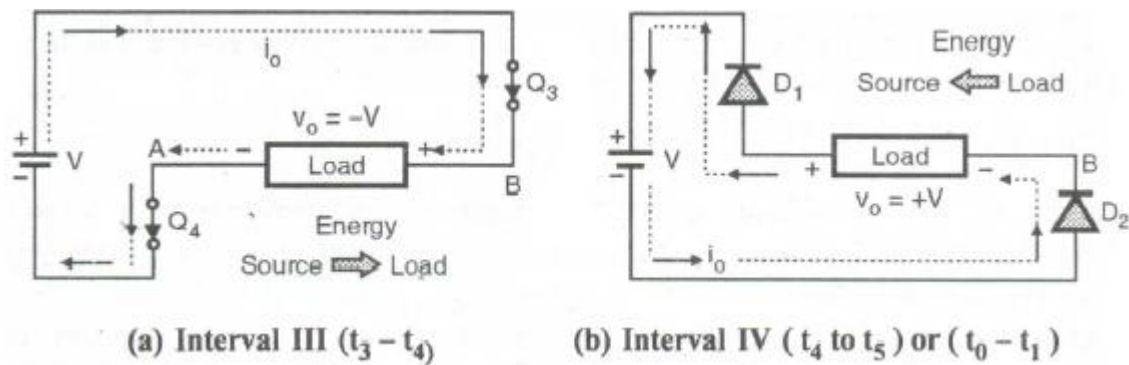 i₀
Q₃
v₀ = –V
+
V
–
A
–
Load
+
B
Q₄
Energy
Source
Load
(a) Interval III (t₃ – t₄)
Energy
Source
Load
D₁
+
V
–
+
Load
–
B
v₀ = +V
D₂
i₀
(b) Interval IV ( t₄ to t₅ ) or ( t₀ – t₁ )